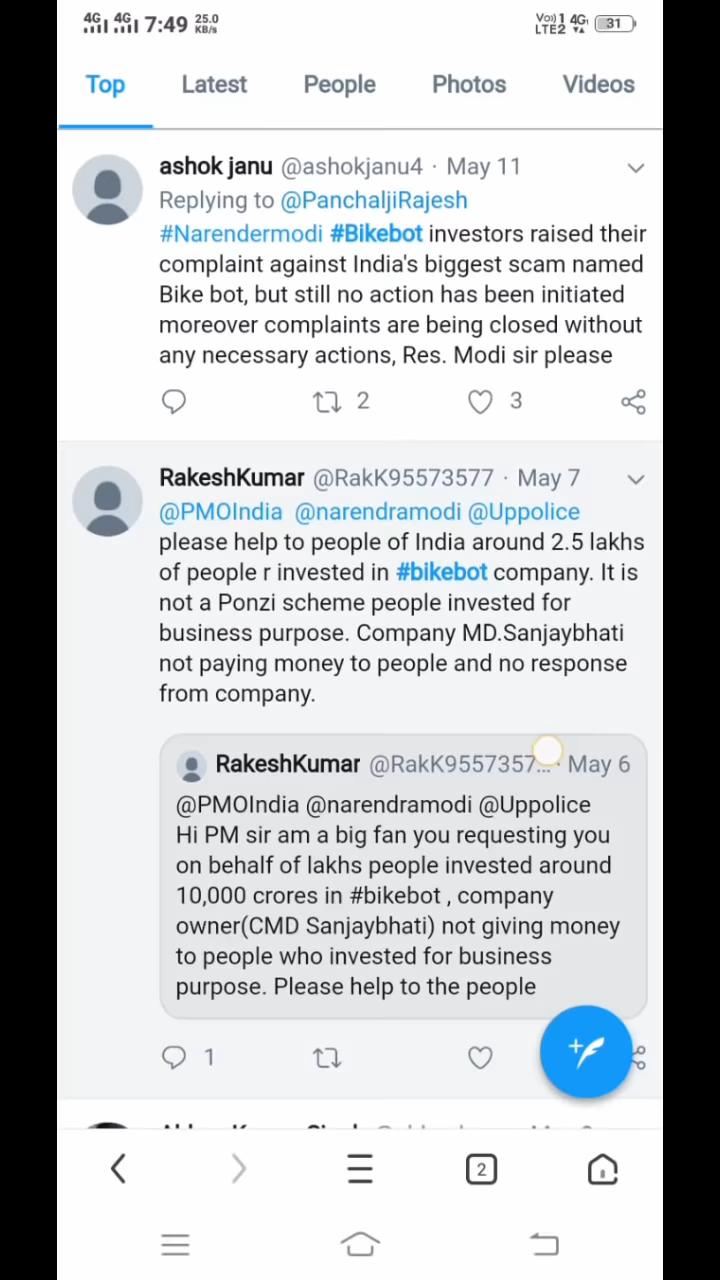 4G 4G 7:49 25.0 KB/s Vo) 1 LTE2 4G 31
Top Latest People Photos Videos
ashok janu @ashokjanu4 · May 11
Replying to @PanchaljiRajesh
#Narendermodi #Bikebot investors raised their
complaint against India's biggest scam named
Bike bot, but still no action has been initiated
moreover complaints are being closed without
any necessary actions, Res. Modi sir please
2 3
RakeshKumar @RakK95573577 · May 7
@PMOIndia @narendramodi @Uppolice
please help to people of India around 2.5 lakhs
of people r invested in #bikebot company. It is
not a Ponzi scheme people invested for
business purpose. Company MD.Sanjaybhati
not paying money to people and no response
from company.
RakeshKumar @RakK9557357... · May 6
@PMOIndia @narendramodi @Uppolice
Hi PM sir am a big fan you requesting you
on behalf of lakhs people invested around
10,000 crores in #bikebot , company
owner(CMD Sanjaybhati) not giving money
to people who invested for business
purpose. Please help to the people
1
2